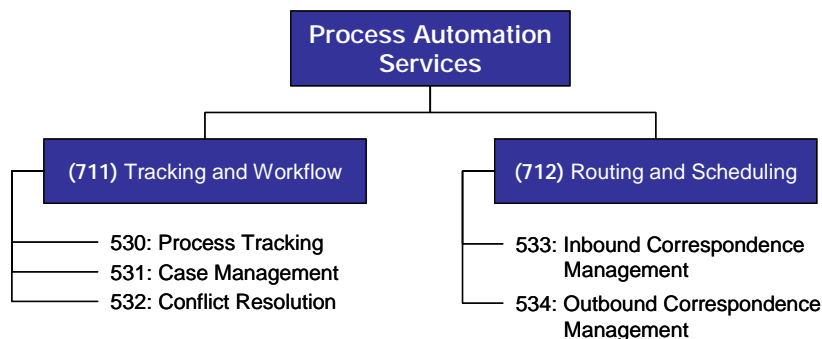 Process Automation
Services
(711) Tracking and Workflow
530: Process Tracking
531: Case Management
532: Conflict Resolution
(712) Routing and Scheduling
533: Inbound Correspondence
Management
534: Outbound Correspondence
Management